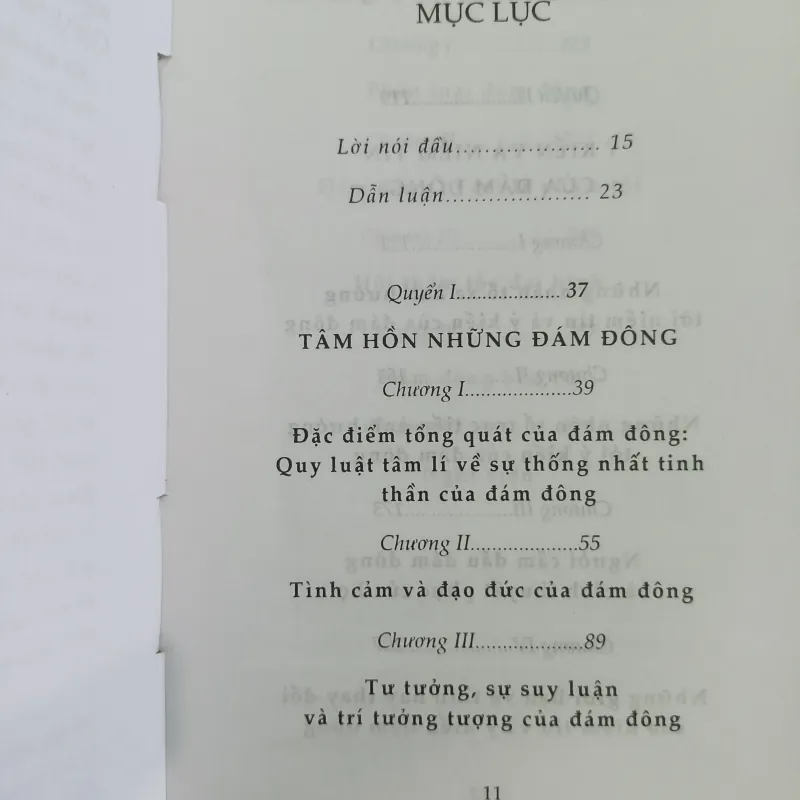 MỤC LỤC
Lời nói đầu..................... 15
Dẫn luận..................... 23
Quyển I................... 37
TÂM HỒN NHỮNG ĐÁM ĐÔNG
Chương I....................39
Đặc điểm tổng quát của đám đông:
Quy luật tâm lí về sự thống nhất tinh
thần của đám đông
Chương II....................55
Tình cảm và đạo đức của đám đông
Chương III....................89
Tư tưởng, sự suy luận
và trí tưởng tượng của đám đông
11